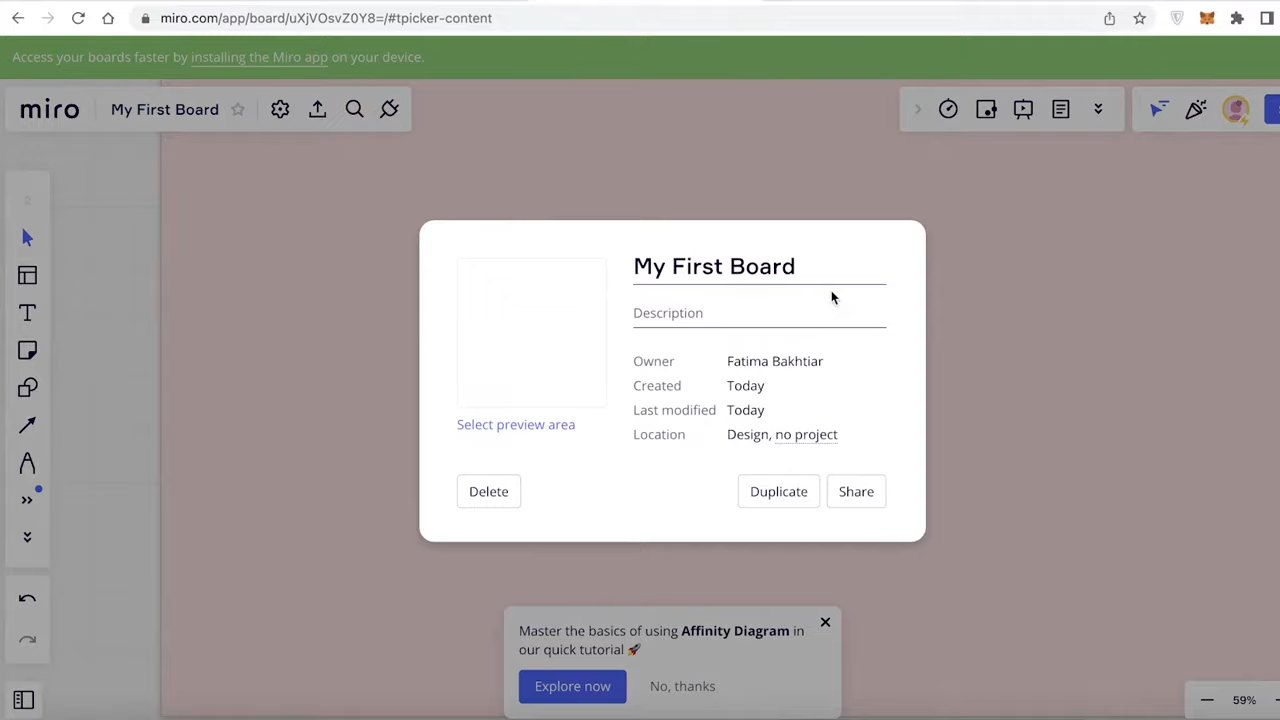 miro.com/app/board/uXjVOsvZ0Y8=/#tpicker-content
Access your boards faster by installing the Miro app on your device.
miro
My First Board
My First Board
Description
Owner Fatima Bakhtiar
Created Today
Last modified Today
Location Design, no project
Select preview area
Delete
Duplicate
Share
Master the basics of using Affinity Diagram in
our quick tutorial 🚀
Explore now
No, thanks
59%